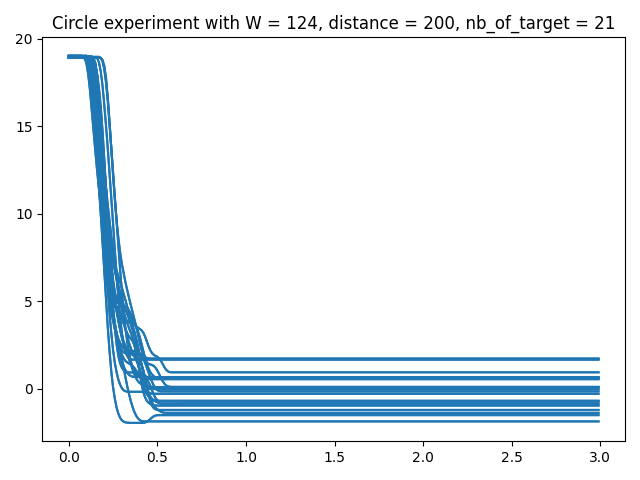 Circle experiment with W = 124, distance = 200, nb_of_target = 21
20
15
10
5
0
0.0 0.5 1.0 1.5 2.0 2.5 3.0